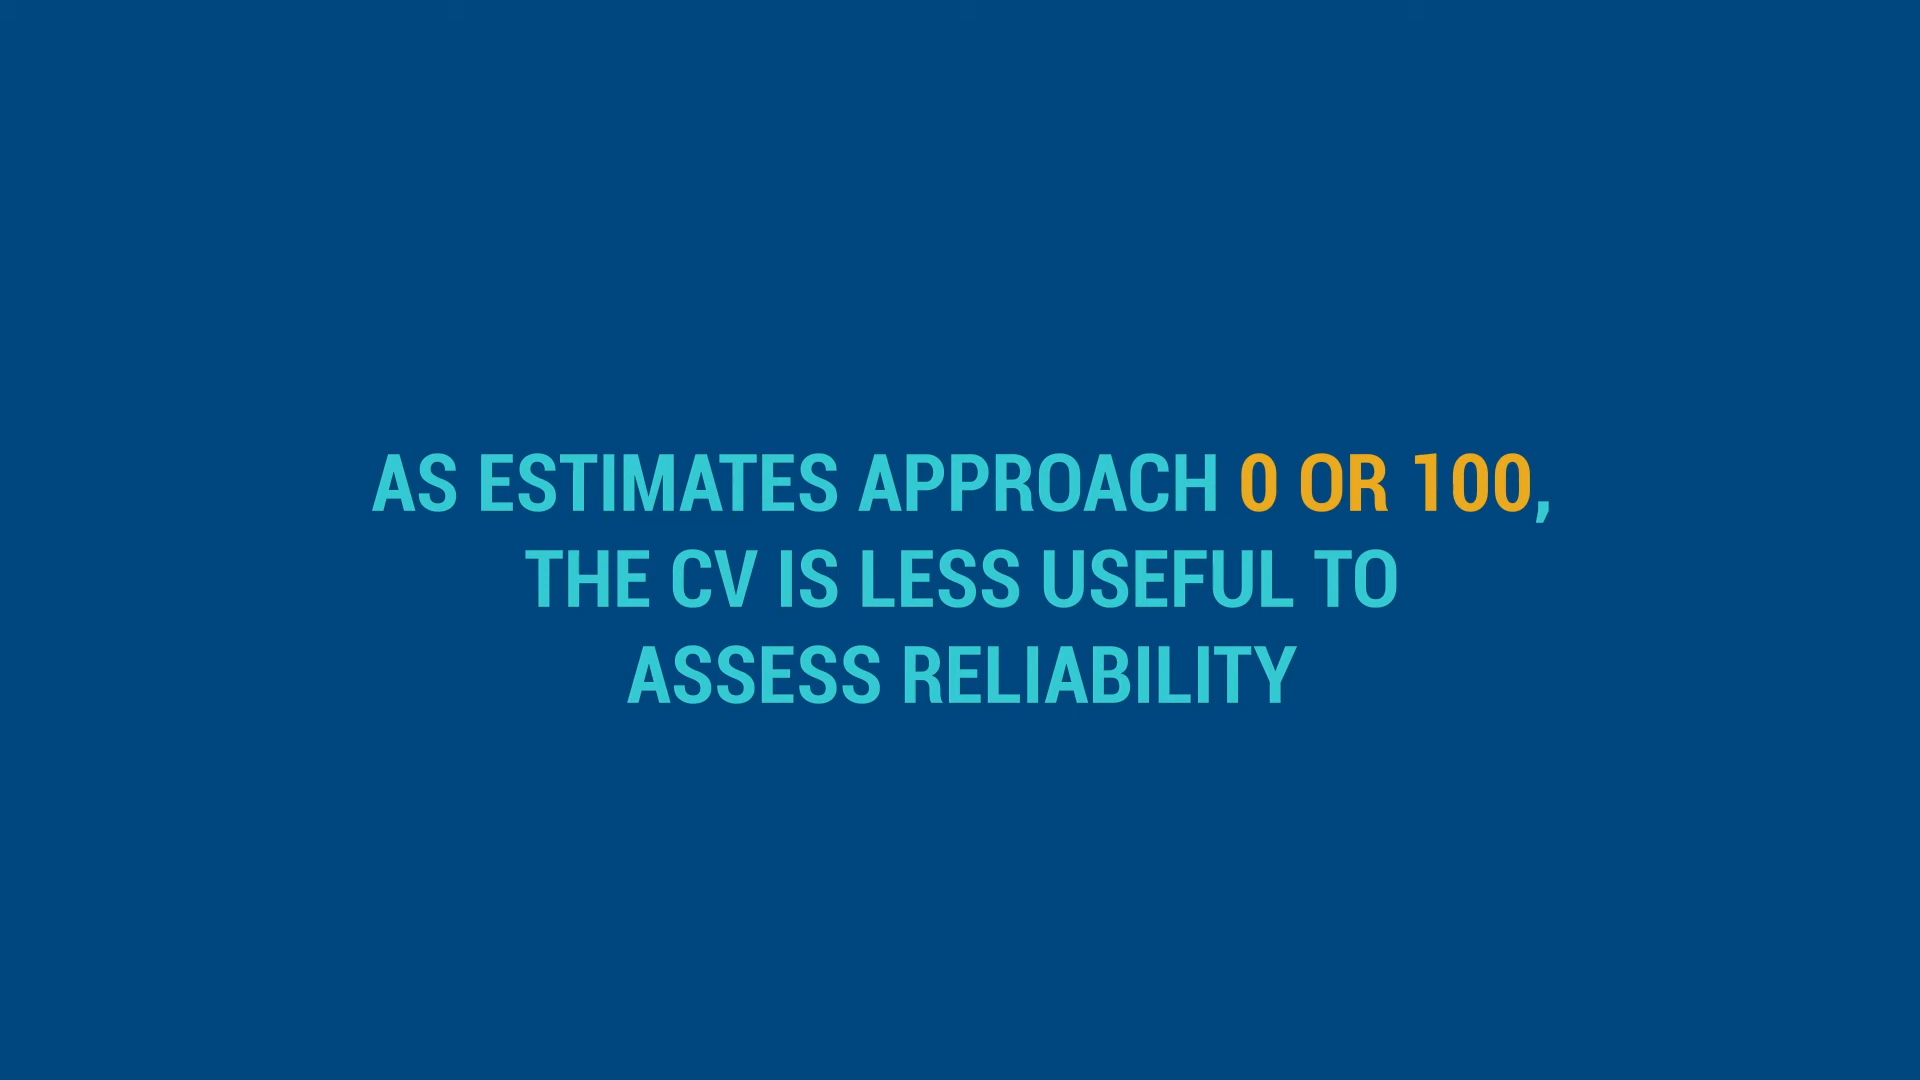 AS ESTIMATES APPROACH 0 OR 100,
THE CV IS LESS USEFUL TO
ASSESS RELIABILITY